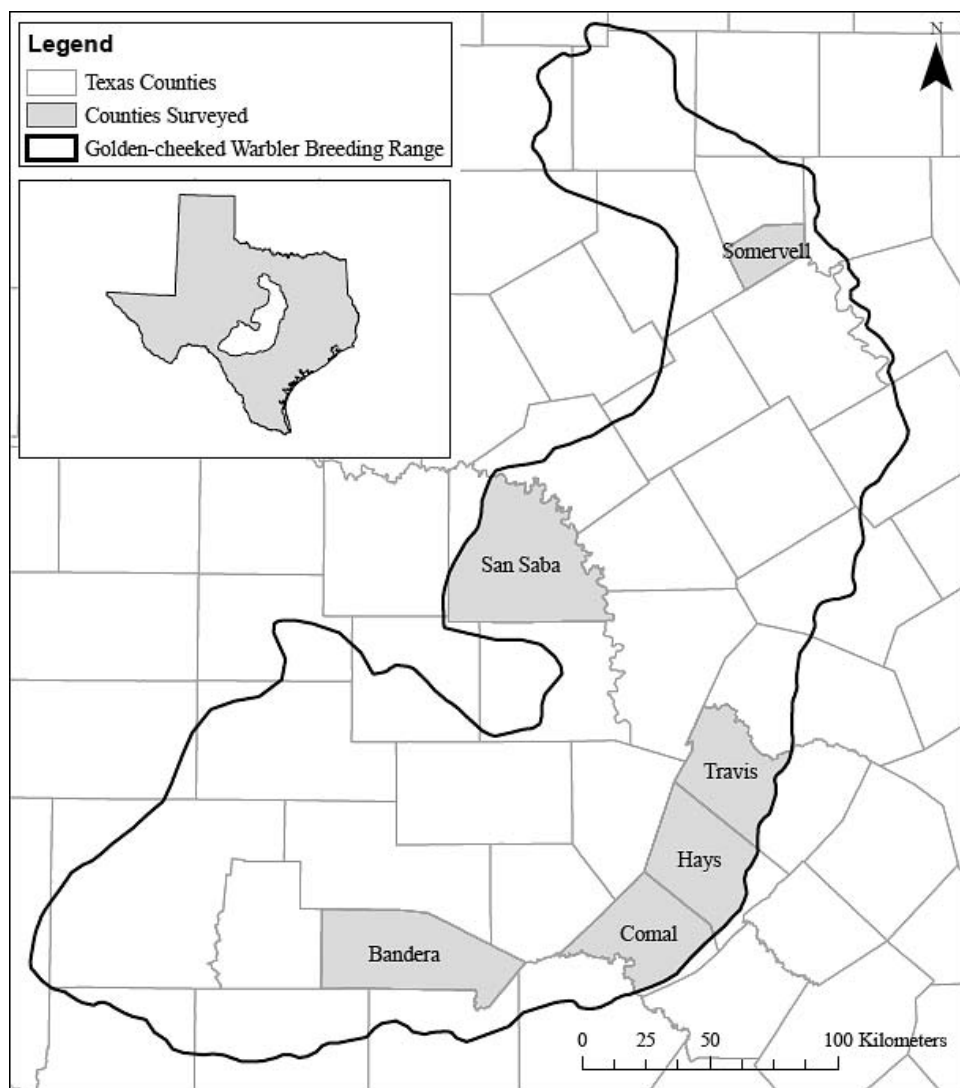 Legend
Texas Counties
Counties Surveyed
Golden-cheeked Warbler Breeding Range
N
Somervell
San Saba
Travis
Hays
Comal
Bandera
0 25 50 100 Kilometers